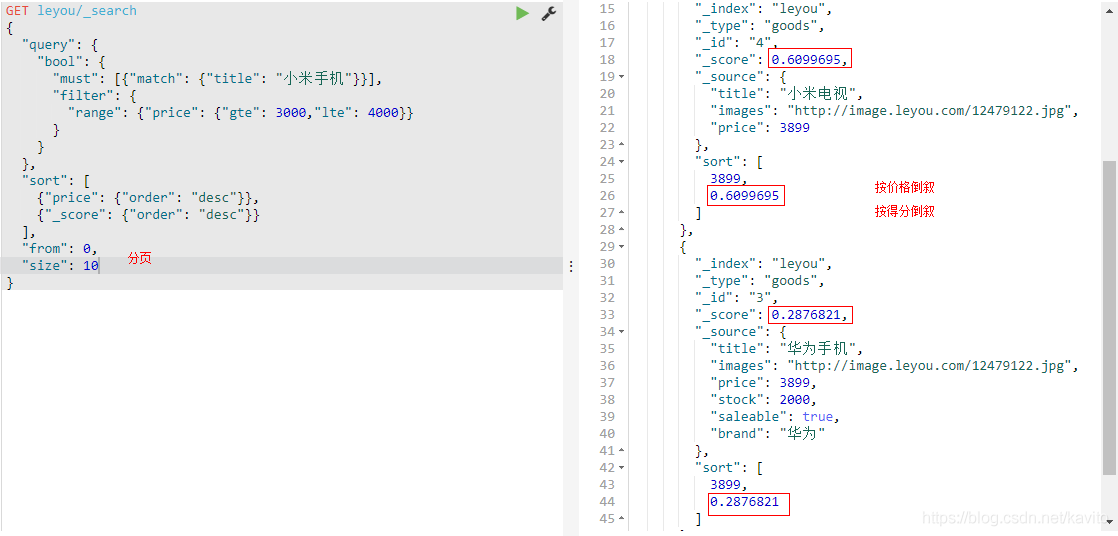 GET leyou/_search
{
  "query": {
    "bool": {
      "must": [{"match": {"title": "小米手机"}}],
      "filter": {
        "range": {"price": {"gte": 3000,"lte": 4000}}
      }
    }
  },
  "sort": [
    {"price": {"order": "desc"}},
    {"_score": {"order": "desc"}}
  ],
  "from": 0,
分页
  "size": 10
}
15 "_index": "leyou",
16 "_type": "goods",
17 "_id": "4",
18 "_score": 0.6099695,
19 "_source": {
20 "title": "小米电视",
21 "images": "http://image.leyou.com/12479122.jpg",
22 "price": 3899
23 },
24 "sort": [
25 3899,
26 0.6099695
27 ]
28 },
29 {
30 "_index": "leyou",
31 "_type": "goods",
32 "_id": "3",
33 "_score": 0.2876821,
34 "_source": {
35 "title": "华为手机",
36 "images": "http://image.leyou.com/12479122.jpg",
37 "price": 3899,
38 "stock": 2000,
39 "saleable": true,
40 "brand": "华为"
41 },
42 "sort": [
43 3899,
44 0.2876821
45 ]
按价格倒叙
按得分倒叙
https://blog.csdn.net/kavito